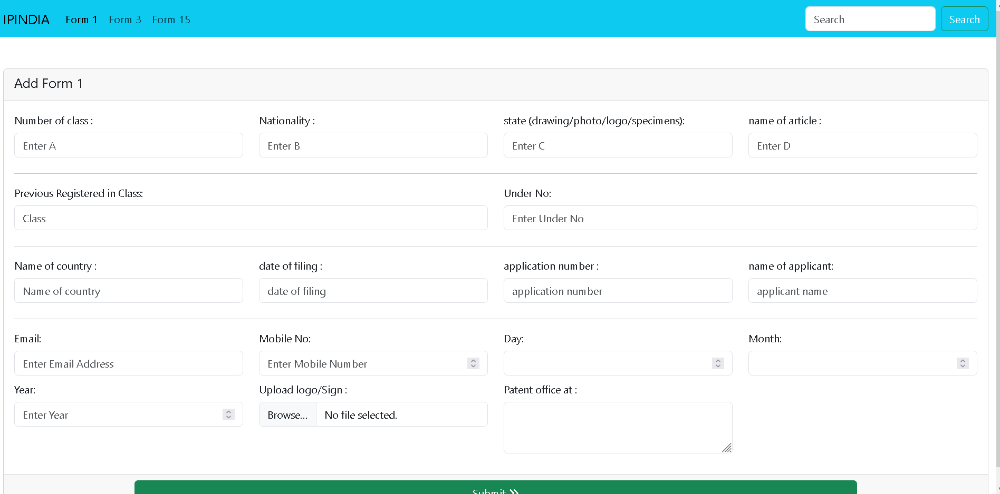 IPINDIA Form 1 Form 3 Form 15 Search Search
Add Form 1
Number of class : Nationality : state (drawing/photo/logo/specimens): name of article :
Enter A Enter B Enter C Enter D
Previous Registered in Class: Under No:
Class Enter Under No
Name of country : date of filing : application number : name of applicant:
Name of country date of filing application number applicant name
Email: Mobile No: Day: Month:
Enter Email Address Enter Mobile Number
Year: Upload logo/Sign : Patent office at :
Enter Year Browse... No file selected.
Submit